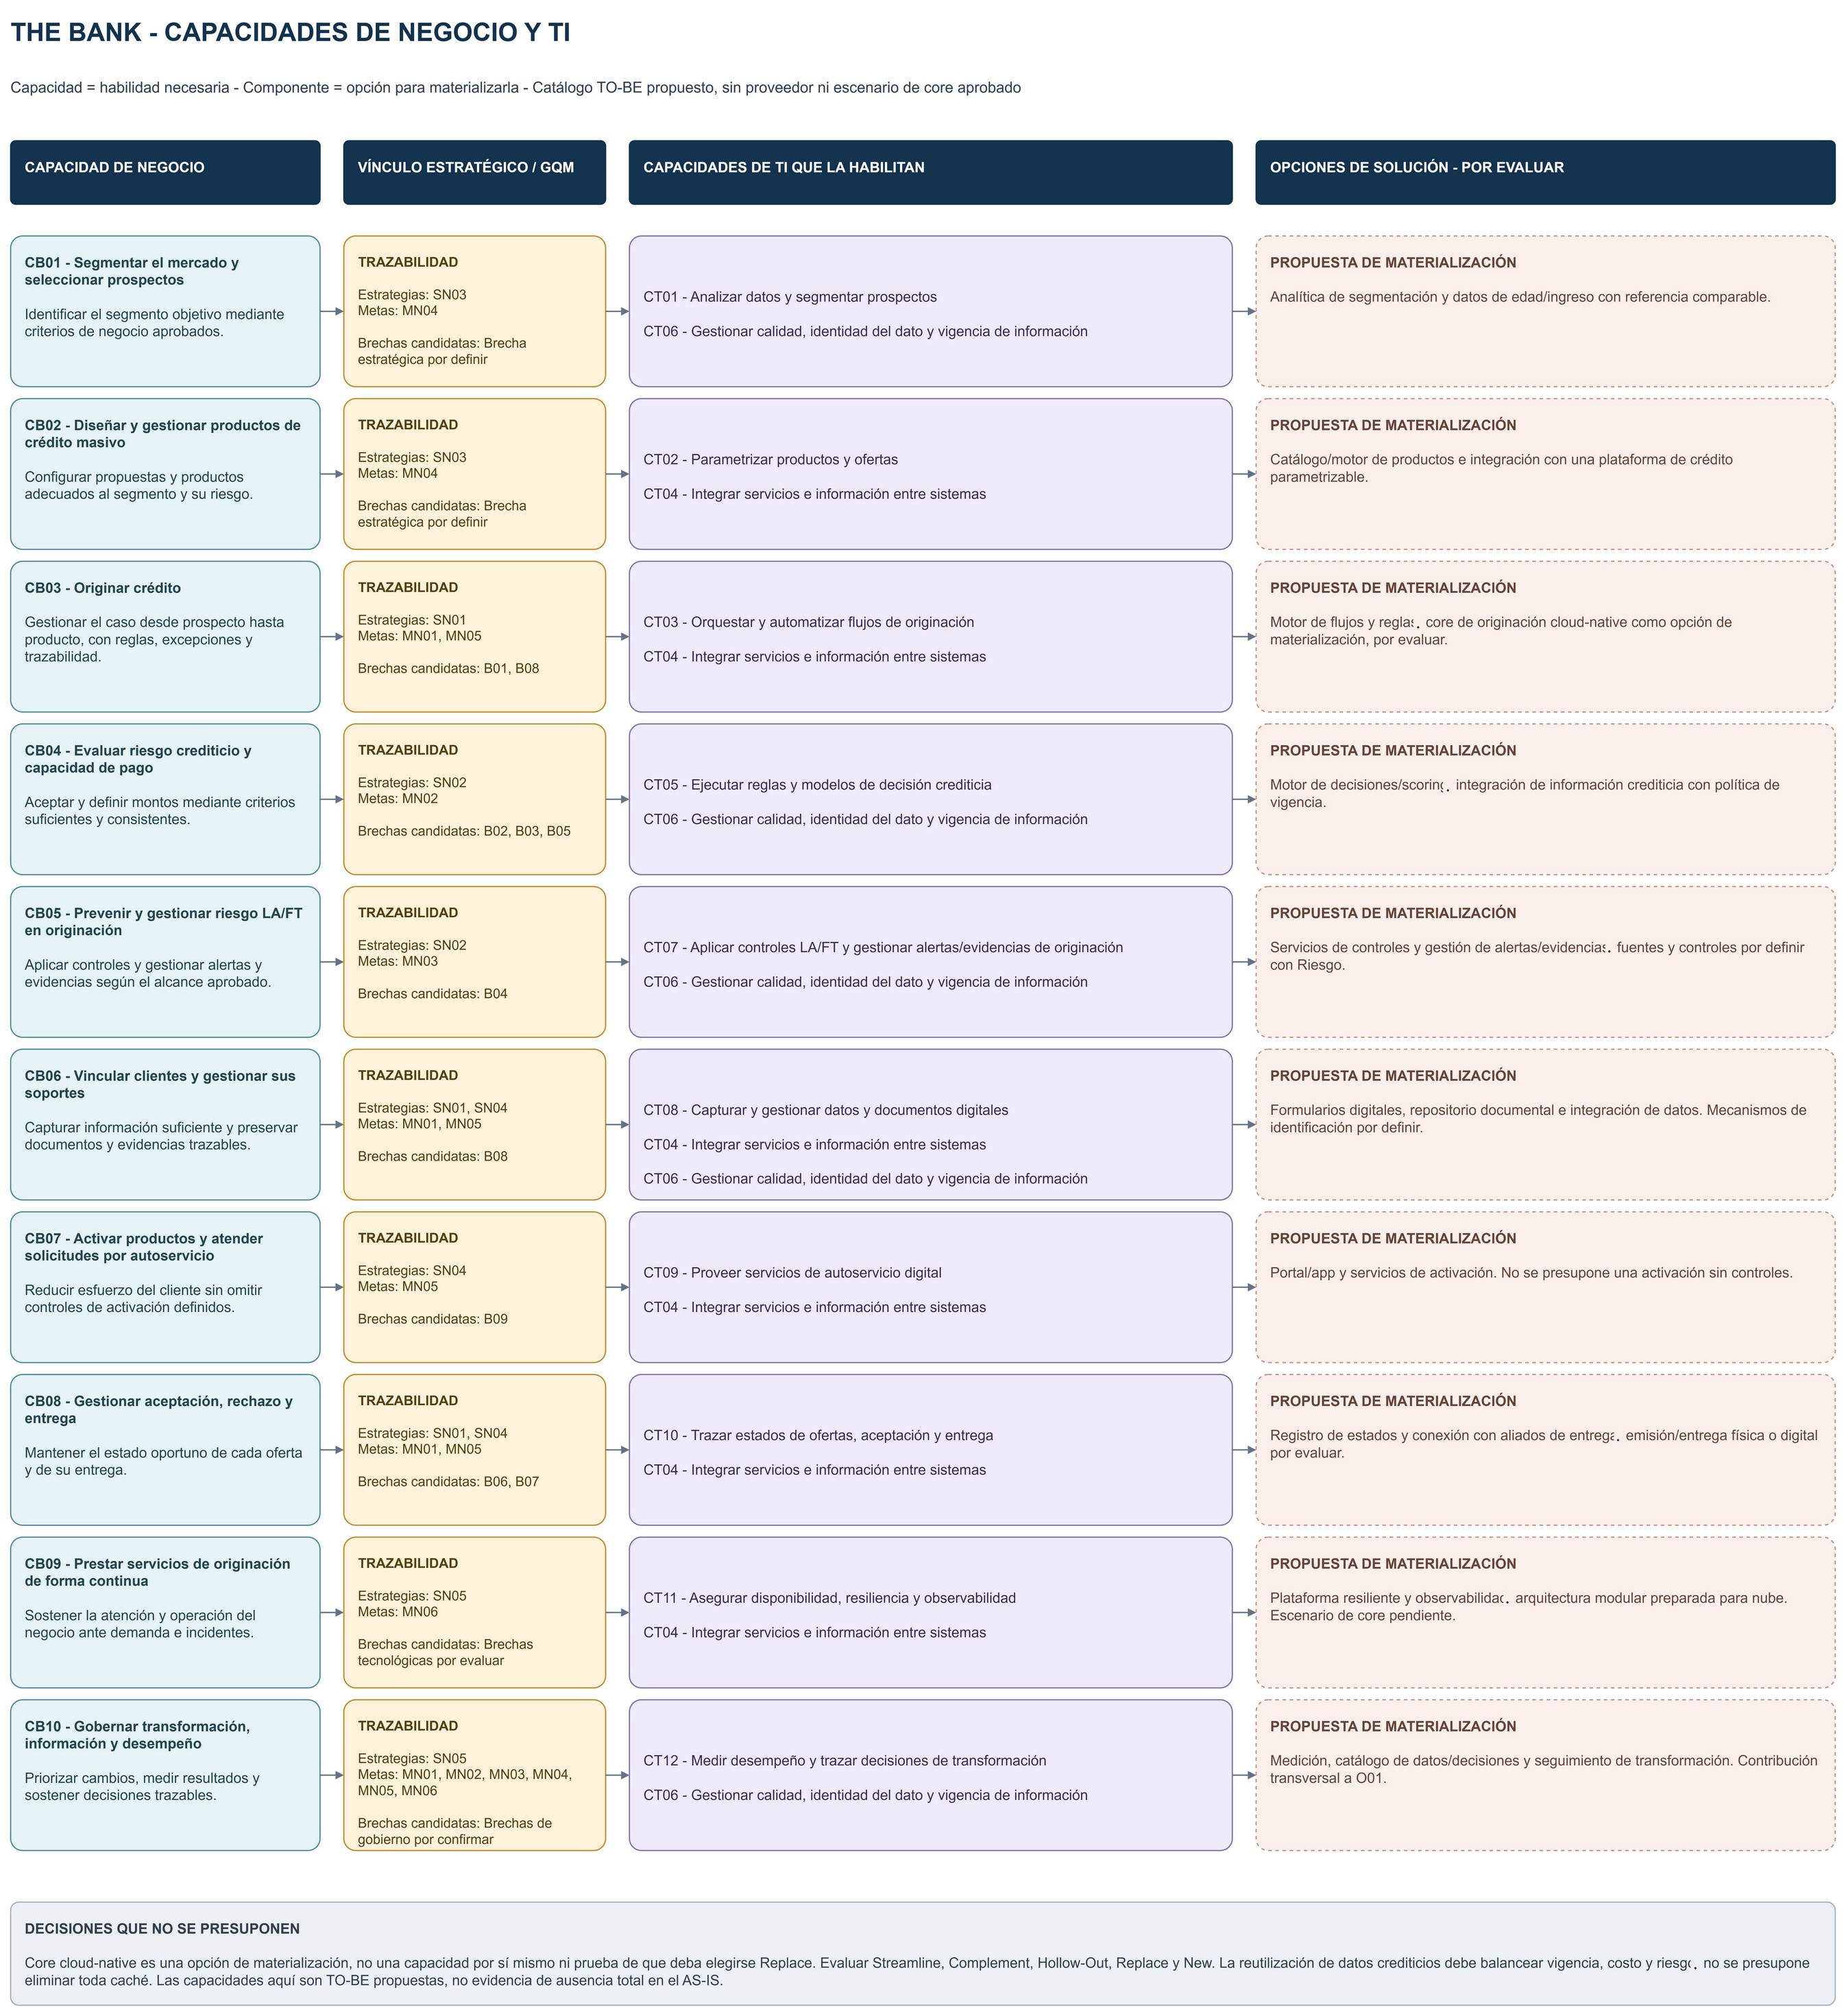 THE BANK - CAPACIDADES DE NEGOCIO Y TI
Capacidad = habilidad necesaria - Componente = opción para materializarla - Catálogo TO-BE propuesto, sin proveedor ni escenario de core aprobado
CAPACIDAD DE NEGOCIO
VÍNCULO ESTRATÉGICO / GQM
CAPACIDADES DE TI QUE LA HABILITAN
OPCIONES DE SOLUCIÓN - POR EVALUAR
CB01 - Segmentar el mercado y
seleccionar prospectos
Identificar el segmento objetivo mediante
criterios de negocio aprobados.
TRAZABILIDAD
Estrategias: SN03
Metas: MN04
Brechas candidatas: Brecha
estratégica por definir
CT01 - Analizar datos y segmentar prospectos
CT06 - Gestionar calidad, identidad del dato y vigencia de información
PROPUESTA DE MATERIALIZACIÓN
Analítica de segmentación y datos de edad/ingreso con referencia comparable.
CB02 - Diseñar y gestionar productos de
crédito masivo
Configurar propuestas y productos
adecuados al segmento y su riesgo.
TRAZABILIDAD
Estrategias: SN03
Metas: MN04
Brechas candidatas: Brecha
estratégica por definir
CT02 - Parametrizar productos y ofertas
CT04 - Integrar servicios e información entre sistemas
PROPUESTA DE MATERIALIZACIÓN
Catálogo/motor de productos e integración con una plataforma de crédito
parametrizable.
CB03 - Originar crédito
Gestionar el caso desde prospecto hasta
producto, con reglas, excepciones y
trazabilidad.
TRAZABILIDAD
Estrategias: SN01
Metas: MN01, MN05
Brechas candidatas: B01, B08
CT03 - Orquestar y automatizar flujos de originación
CT04 - Integrar servicios e información entre sistemas
PROPUESTA DE MATERIALIZACIÓN
Motor de flujos y reglas. core de originación cloud-native como opción de
materialización, por evaluar.
CB04 - Evaluar riesgo crediticio y
capacidad de pago
Aceptar y definir montos mediante criterios
suficientes y consistentes.
TRAZABILIDAD
Estrategias: SN02
Metas: MN02
Brechas candidatas: B02, B03, B05
CT05 - Ejecutar reglas y modelos de decisión crediticia
CT06 - Gestionar calidad, identidad del dato y vigencia de información
PROPUESTA DE MATERIALIZACIÓN
Motor de decisiones/scoring. integración de información crediticia con política de
vigencia.
CB05 - Prevenir y gestionar riesgo LA/FT
en originación
Aplicar controles y gestionar alertas y
evidencias según el alcance aprobado.
TRAZABILIDAD
Estrategias: SN02
Metas: MN03
Brechas candidatas: B04
CT07 - Aplicar controles LA/FT y gestionar alertas/evidencias de originación
CT06 - Gestionar calidad, identidad del dato y vigencia de información
PROPUESTA DE MATERIALIZACIÓN
Servicios de controles y gestión de alertas/evidencias. fuentes y controles por definir
con Riesgo.
CB06 - Vincular clientes y gestionar sus
soportes
Capturar información suficiente y preservar
documentos y evidencias trazables.
TRAZABILIDAD
Estrategias: SN01, SN04
Metas: MN01, MN05
Brechas candidatas: B08
CT08 - Capturar y gestionar datos y documentos digitales
CT04 - Integrar servicios e información entre sistemas
CT06 - Gestionar calidad, identidad del dato y vigencia de información
PROPUESTA DE MATERIALIZACIÓN
Formularios digitales, repositorio documental e integración de datos. Mecanismos de
identificación por definir.
CB07 - Activar productos y atender
solicitudes por autoservicio
Reducir esfuerzo del cliente sin omitir
controles de activación definidos.
TRAZABILIDAD
Estrategias: SN04
Metas: MN05
Brechas candidatas: B09
CT09 - Proveer servicios de autoservicio digital
CT04 - Integrar servicios e información entre sistemas
PROPUESTA DE MATERIALIZACIÓN
Portal/app y servicios de activación. No se presupone una activación sin controles.
CB08 - Gestionar aceptación, rechazo y
entrega
Mantener el estado oportuno de cada oferta
y de su entrega.
TRAZABILIDAD
Estrategias: SN01, SN04
Metas: MN01, MN05
Brechas candidatas: B06, B07
CT10 - Trazar estados de ofertas, aceptación y entrega
CT04 - Integrar servicios e información entre sistemas
PROPUESTA DE MATERIALIZACIÓN
Registro de estados y conexión con aliados de entrega. emisión/entrega física o digital
por evaluar.
CB09 - Prestar servicios de originación
de forma continua
Sostener la atención y operación del
negocio ante demanda e incidentes.
TRAZABILIDAD
Estrategias: SN05
Metas: MN06
Brechas candidatas: Brechas
tecnológicas por evaluar
CT11 - Asegurar disponibilidad, resiliencia y observabilidad
CT04 - Integrar servicios e información entre sistemas
PROPUESTA DE MATERIALIZACIÓN
Plataforma resiliente y observabilidad. arquitectura modular preparada para nube.
Escenario de core pendiente.
CB10 - Gobernar transformación,
información y desempeño
Priorizar cambios, medir resultados y
sostener decisiones trazables.
TRAZABILIDAD
Estrategias: SN05
Metas: MN01, MN02, MN03, MN04,
MN05, MN06
Brechas candidatas: Brechas de
gobierno por confirmar
CT12 - Medir desempeño y trazar decisiones de transformación
CT06 - Gestionar calidad, identidad del dato y vigencia de información
PROPUESTA DE MATERIALIZACIÓN
Medición, catálogo de datos/decisiones y seguimiento de transformación. Contribución
transversal a O01.
DECISIONES QUE NO SE PRESUPONEN
Core cloud-native es una opción de materialización, no una capacidad por sí mismo ni prueba de que deba elegirse Replace. Evaluar Streamline, Complement, Hollow-Out, Replace y New. La reutilización de datos crediticios debe balancear vigencia, costo y riesgo. no se presupone
eliminar toda caché. Las capacidades aquí son TO-BE propuestas, no evidencia de ausencia total en el AS-IS.